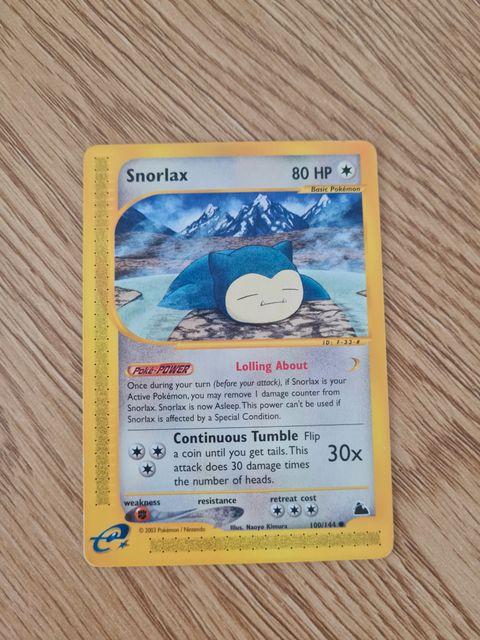 Snorlax 80 HP
Basic Pokémon
Poké-POWER Lolling About
Once during your turn (before your attack), if Snorlax is your
Active Pokémon, you may remove 1 damage counter from
Snorlax. Snorlax is now Asleep. This power can't be used if
Snorlax is affected by a Special Condition.
Continuous Tumble Flip
a coin until you get tails. This
attack does 30 damage times
the number of heads.
30x
weakness resistance retreat cost
© 2003 Pokémon / Nintendo
Illus. Naoyo Kimura
100/144
e